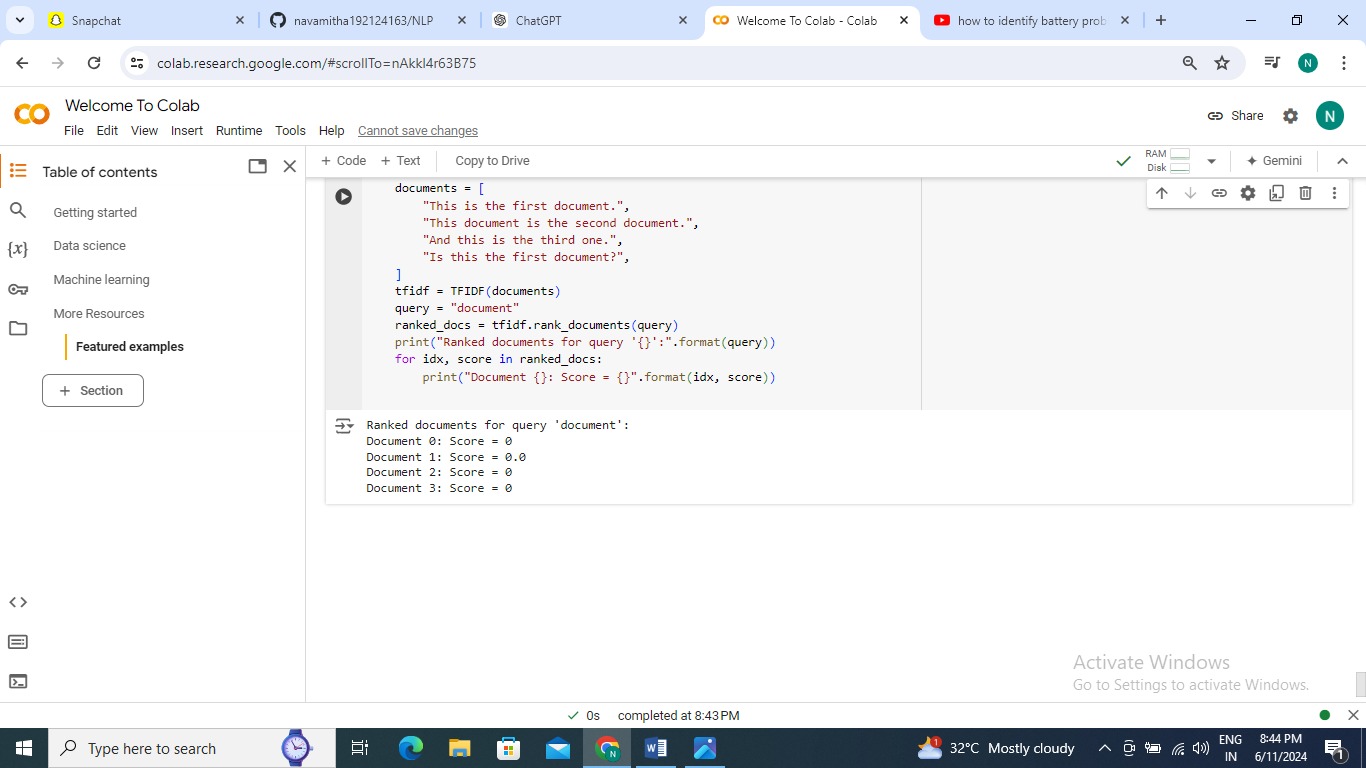 Snapchat
navamitha192124163/NLP
ChatGPT
Welcome To Colab - Colab
how to identify battery prob
colab.research.google.com/#scrollTo=nAkkl4r63B75
N
Welcome To Colab
File Edit View Insert Runtime Tools Help Cannot save changes
Share
N
Table of contents
+ Code + Text Copy to Drive
RAM
Disk
Gemini
Getting started
Data science
Machine learning
More Resources
Featured examples
+ Section
{x}
documents = [
"This is the first document.",
"This document is the second document.",
"And this is the third one.",
"Is this the first document?",
]
tfidf = TFIDF(documents)
query = "document"
ranked_docs = tfidf.rank_documents(query)
print("Ranked documents for query '{}':".format(query))
for idx, score in ranked_docs:
print("Document {}: Score = {}".format(idx, score))
Ranked documents for query 'document':
Document 0: Score = 0
Document 1: Score = 0.0
Document 2: Score = 0
Document 3: Score = 0
Activate Windows
Go to Settings to activate Windows.
0s completed at 8:43 PM
Type here to search
1
32°C Mostly cloudy
ENG
IN
8:44 PM
6/11/2024
1